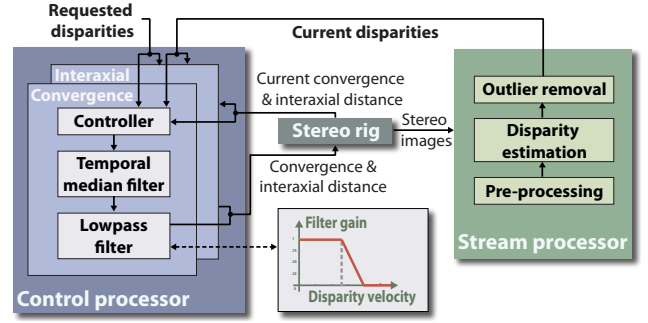 Requested
disparities
Current disparities
Interaxial
Convergence
Controller
Temporal
median filter
Lowpass
filter
Control processor
Current convergence
& interaxial distance
Stereo rig
Convergence &
interaxial distance
Stereo
images
Outlier removal
Disparity
estimation
Pre-processing
Stream processor
Filter gain
Disparity velocity